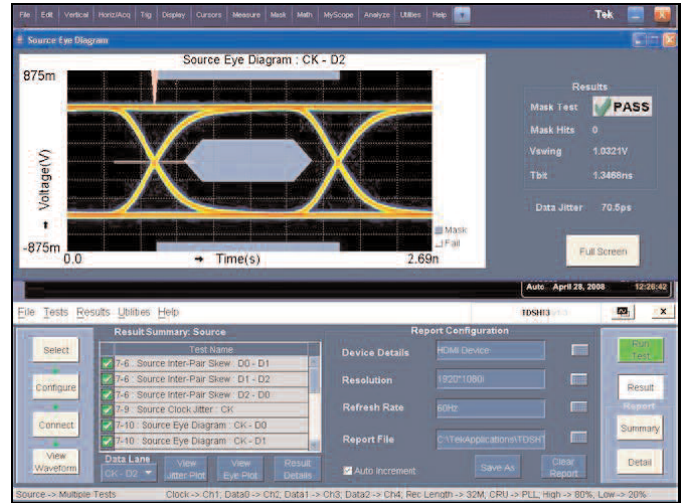 File Edit Vertical Horiz/Acq Trig Display Cursors Measure Mask Math MyScope Analyze Utilities Help Tek
Source Eye Diagram
Source Eye Diagram : CK - D2
875m
Voltage(V)
-875m
0.0
Time(s)
2.69n
Mask
Fail
Results
Mask Test PASS
Mask Hits 0
Vswing 1.0321V
Tbit 1.3468ns
Data Jitter 70.5ps
Full Screen
Auto April 28, 2008 12:26:42
File Tests Results Utilities Help TDSHT3 X
Select
Configure
Connect
View Waveform
Result Summary: Source
Test Name
7-6 : Source Inter-Pair Skew : D0 - D1
7-6 : Source Inter-Pair Skew : D1 - D2
7-6 : Source Inter-Pair Skew : D2 - D0
7-9 : Source Clock Jitter : CK
7-10 : Source Eye Diagram : CK - D0
7-10 : Source Eye Diagram : CK - D1
Data Lane
CK - D2
View Jitter Plot
View Eye Plot
Result Details
Report Configuration
Device Details HDMI Device
Resolution 1920*1080i
Refresh Rate 60Hz
Report File C:\TekApplications\TDSHT
Auto Increment
Save As
Clear Report
Run Test
Result
Report
Summary
Detail
Source -> Multiple Tests Clock -> Ch1, Data0 -> Ch2, Data1 -> Ch3, Data2 -> Ch4, Rec Length -> 32M, CRU -> PLL, High -> 80%, Low -> 20%